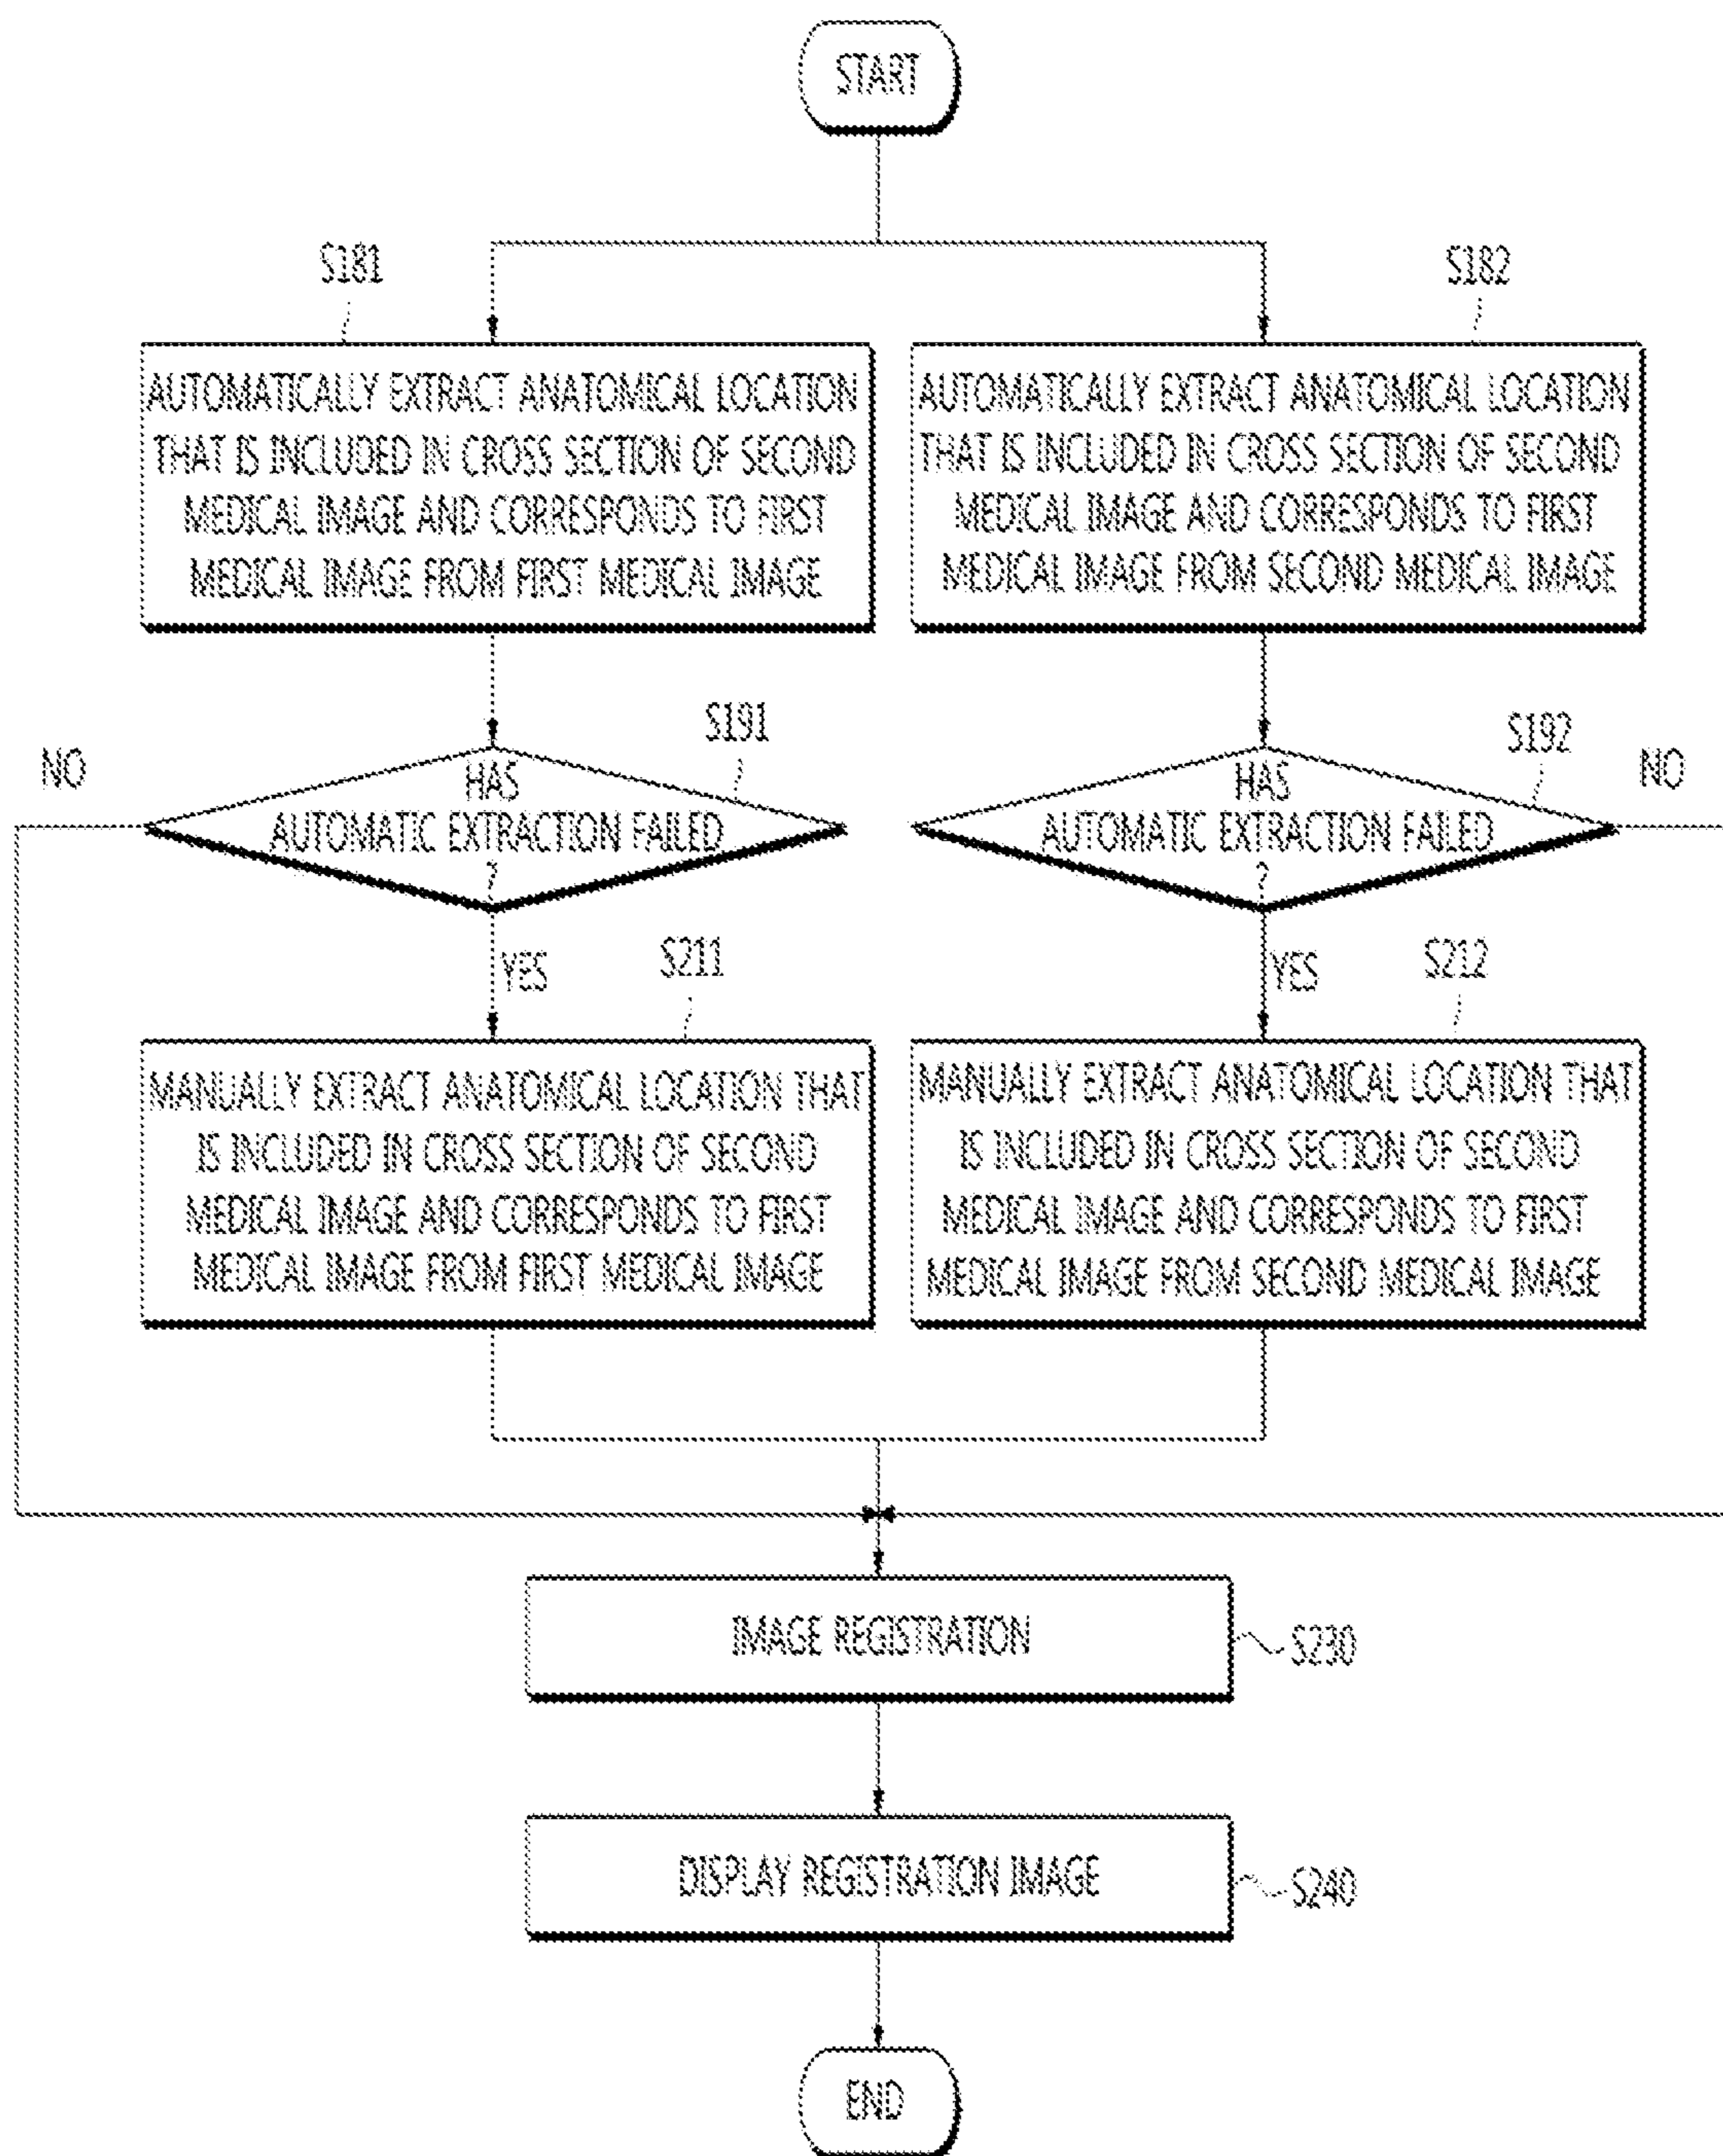 START
S181
AUTOMATICALLY EXTRACT ANATOMICAL LOCATION
THAT IS INCLUDED IN CROSS SECTION OF SECOND
MEDICAL IMAGE AND CORRESPONDS TO FIRST
MEDICAL IMAGE FROM FIRST MEDICAL IMAGE
S182
AUTOMATICALLY EXTRACT ANATOMICAL LOCATION
THAT IS INCLUDED IN CROSS SECTION OF SECOND
MEDICAL IMAGE AND CORRESPONDS TO FIRST
MEDICAL IMAGE FROM SECOND MEDICAL IMAGE
NO
S191
HAS
AUTOMATIC EXTRACTION FAILED
?
YES
S192
NO
HAS
AUTOMATIC EXTRACTION FAILED
?
YES
S211
MANUALLY EXTRACT ANATOMICAL LOCATION THAT
IS INCLUDED IN CROSS SECTION OF SECOND
MEDICAL IMAGE AND CORRESPONDS TO FIRST
MEDICAL IMAGE FROM FIRST MEDICAL IMAGE
S212
MANUALLY EXTRACT ANATOMICAL LOCATION THAT
IS INCLUDED IN CROSS SECTION OF SECOND
MEDICAL IMAGE AND CORRESPONDS TO FIRST
MEDICAL IMAGE FROM SECOND MEDICAL IMAGE
IMAGE REGISTRATION
S230
DISPLAY REGISTRATION IMAGE
S240
END